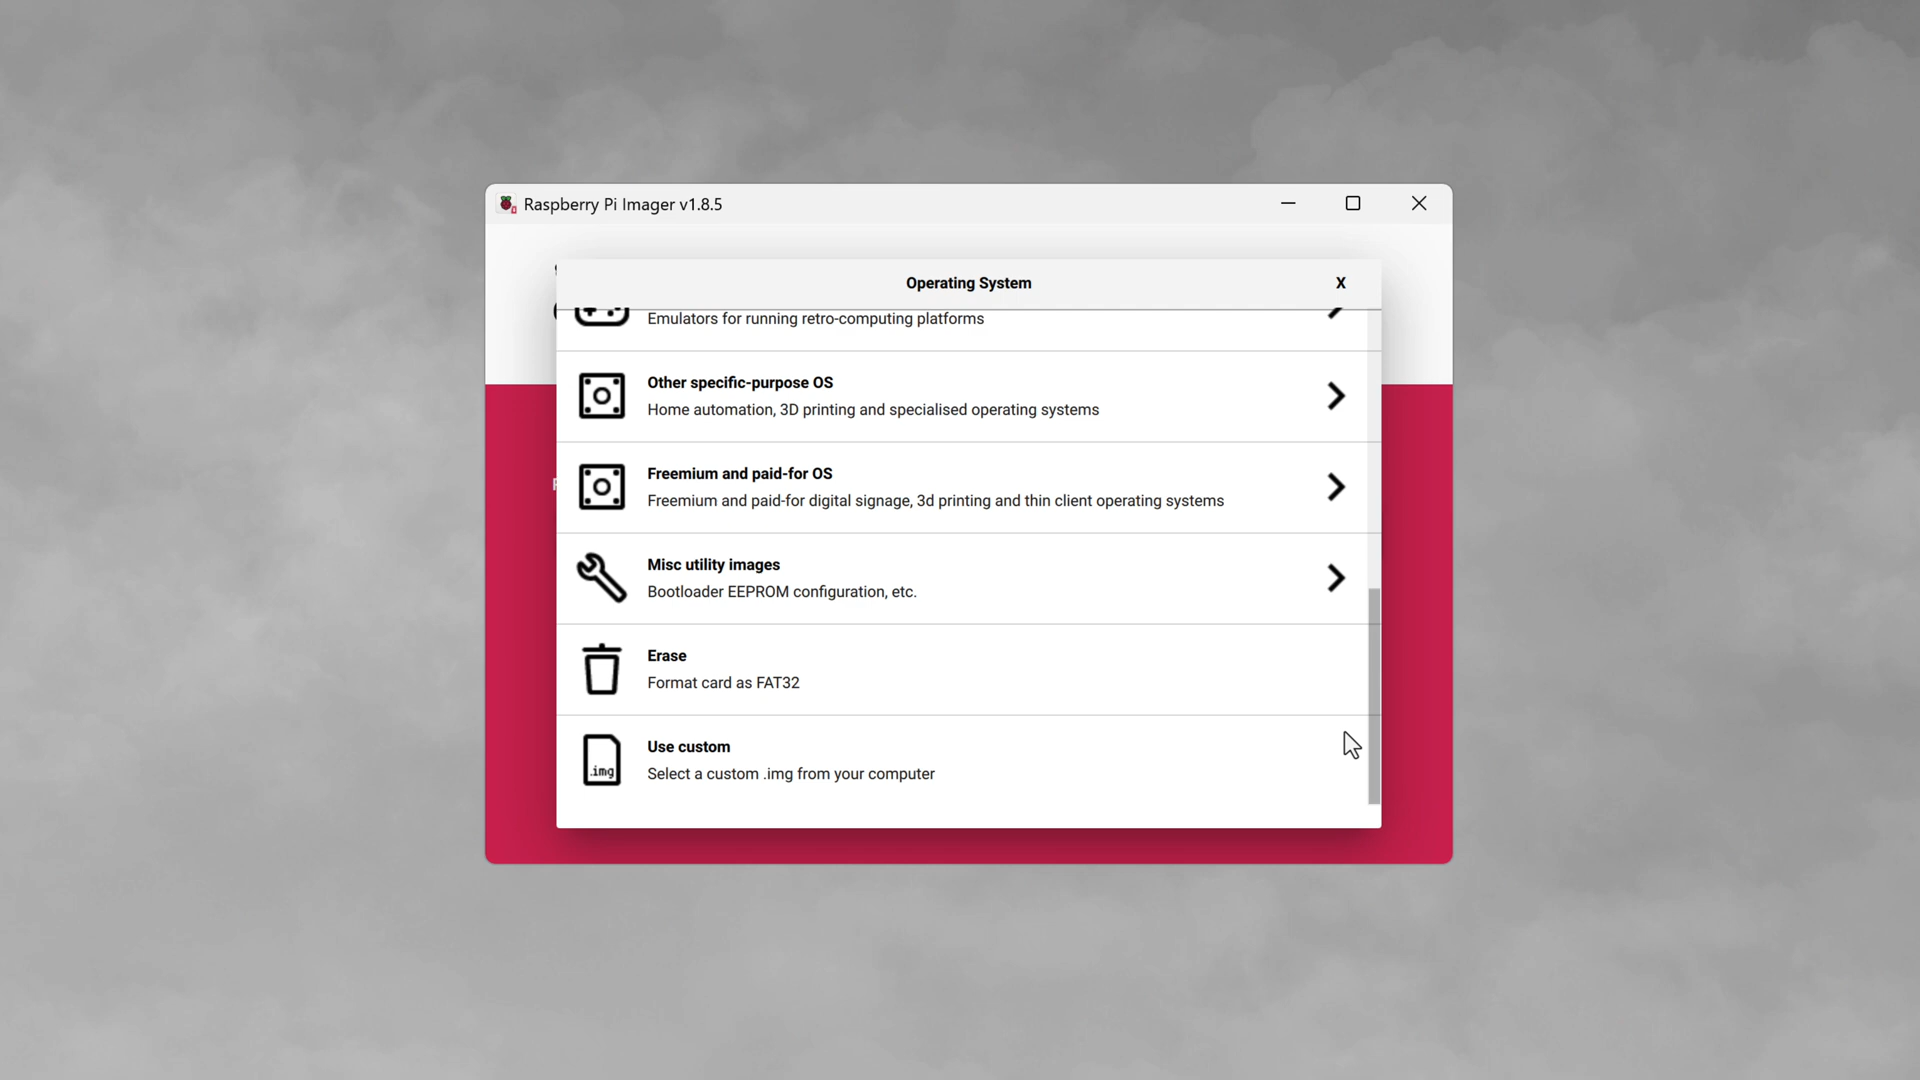 Raspberry Pi Imager v1.8.5
Operating System
X
Emulators for running retro-computing platforms
Other specific-purpose OS
Home automation, 3D printing and specialised operating systems
Freemium and paid-for OS
Freemium and paid-for digital signage, 3d printing and thin client operating systems
Misc utility images
Bootloader EEPROM configuration, etc.
Erase
Format card as FAT32
Use custom
.img
Select a custom .img from your computer